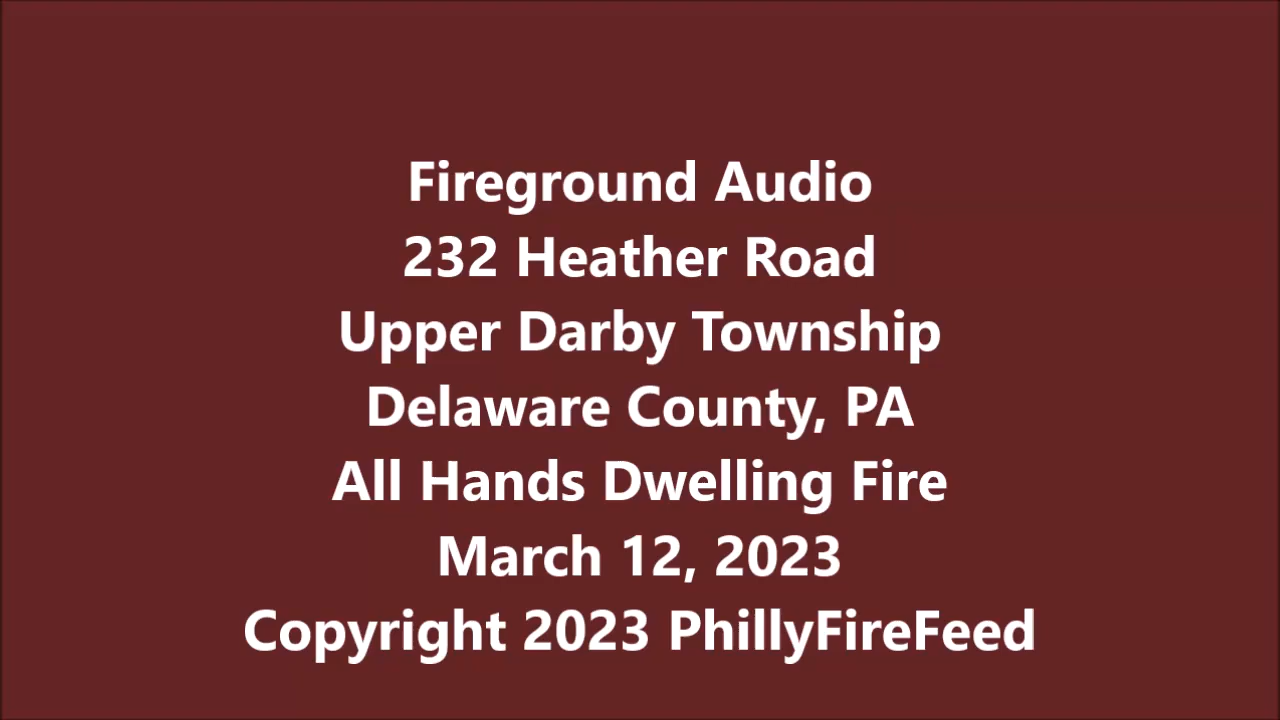 Fireground Audio
232 Heather Road
Upper Darby Township
Delaware County, PA
All Hands Dwelling Fire
March 12, 2023
Copyright 2023 PhillyFireFeed